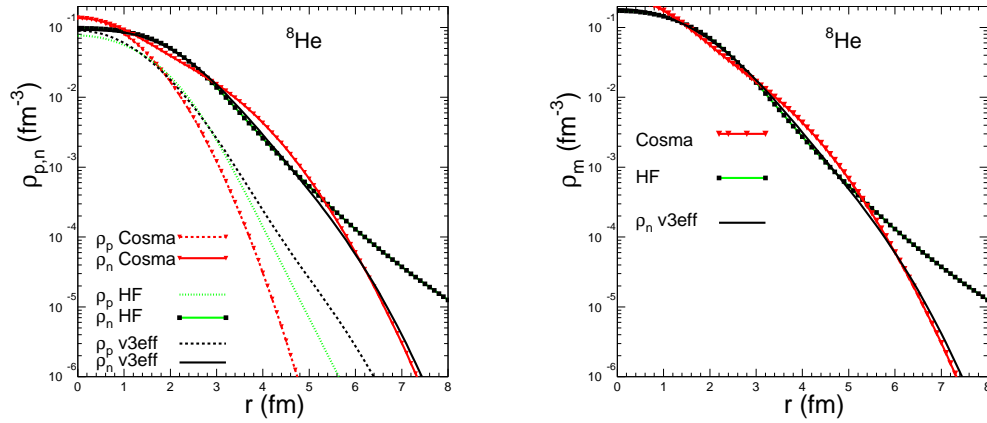 ⁸He
ρp,n (fm⁻³)
10⁻¹
10⁻²
10⁻³
10⁻⁴
10⁻⁵
10⁻⁶
ρp Cosma
ρn Cosma
ρp HF
ρn HF
ρp v3eff
ρn v3eff
0 1 2 3 4 5 6 7 8
r (fm)
⁸He
ρm (fm⁻³)
10⁻¹
10⁻²
10⁻³
10⁻⁴
10⁻⁵
10⁻⁶
Cosma
HF
ρn v3eff
0 1 2 3 4 5 6 7 8
r (fm)